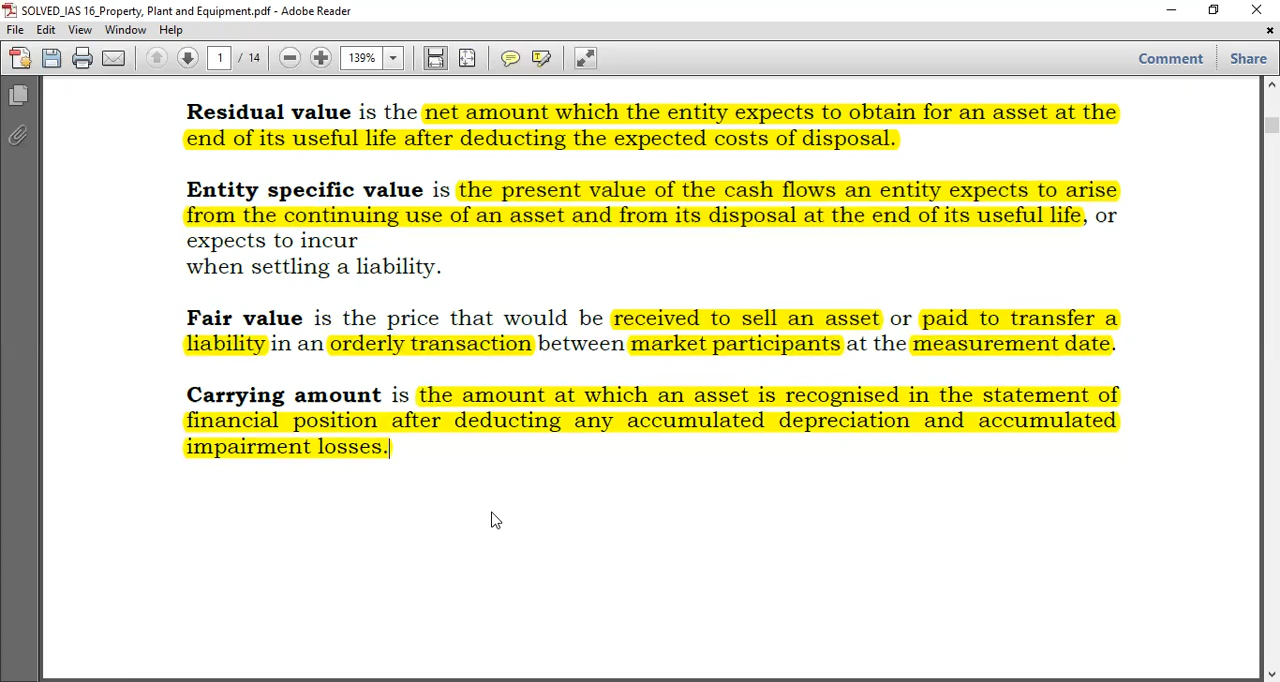 SOLVED_IAS 16_Property, Plant and Equipment.pdf - Adobe Reader
File Edit View Window Help
1 / 14 139% Comment Share
Residual value is the net amount which the entity expects to obtain for an asset at the
end of its useful life after deducting the expected costs of disposal.
Entity specific value is the present value of the cash flows an entity expects to arise
from the continuing use of an asset and from its disposal at the end of its useful life, or
expects to incur
when settling a liability.
Fair value is the price that would be received to sell an asset or paid to transfer a
liability in an orderly transaction between market participants at the measurement date.
Carrying amount is the amount at which an asset is recognised in the statement of
financial position after deducting any accumulated depreciation and accumulated
impairment losses.